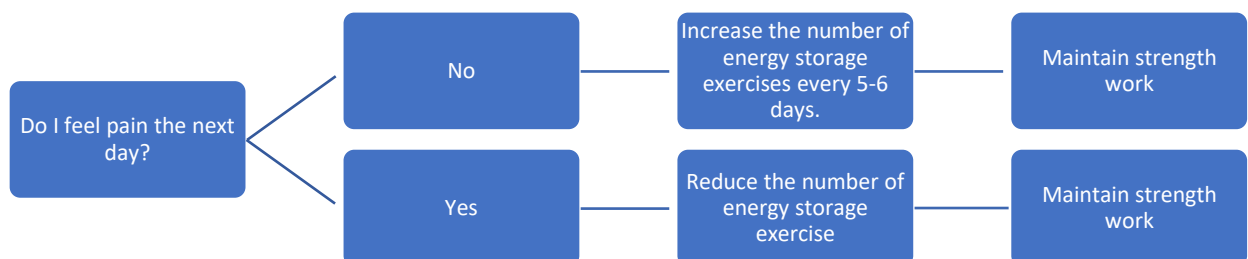 Do I feel pain the next
day?
No
Increase the number of
energy storage
exercises every 5-6
days.
Maintain strength
work
Yes
Reduce the number of
energy storage
exercise
Maintain strength
work